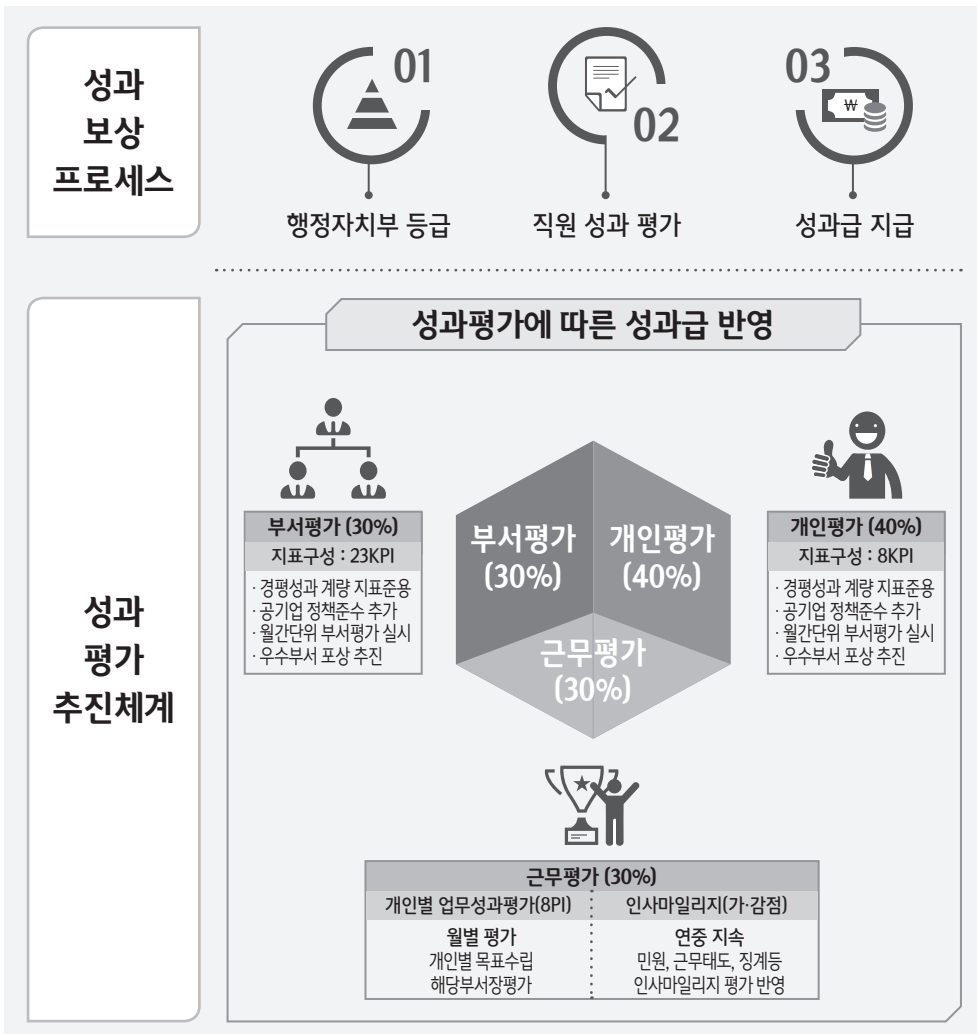 성과
보상
프로세스
01
02
03
₩
행정자치부 등급
직원 성과 평가
성과급 지급
성과
평가
추진체계
성과평가에 따른 성과급 반영
부서평가 (30%)
지표구성 : 23KPI
· 경평성과 계량 지표준용
· 공기업 정책준수 추가
· 월간단위 부서평가 실시
· 우수부서 포상 추진
부서평가
(30%)
개인평가
(40%)
근무평가
(30%)
개인평가 (40%)
지표구성 : 8KPI
· 경평성과 계량 지표준용
· 공기업 정책준수 추가
· 월간단위 부서평가 실시
· 우수부서 포상 추진
근무평가 (30%)
개인별 업무성과평가(8PI)
월별 평가
개인별 목표수립
해당부서장평가
인사마일리지(가·감점)
연중 지속
민원, 근무태도, 징계등
인사마일리지 평가 반영